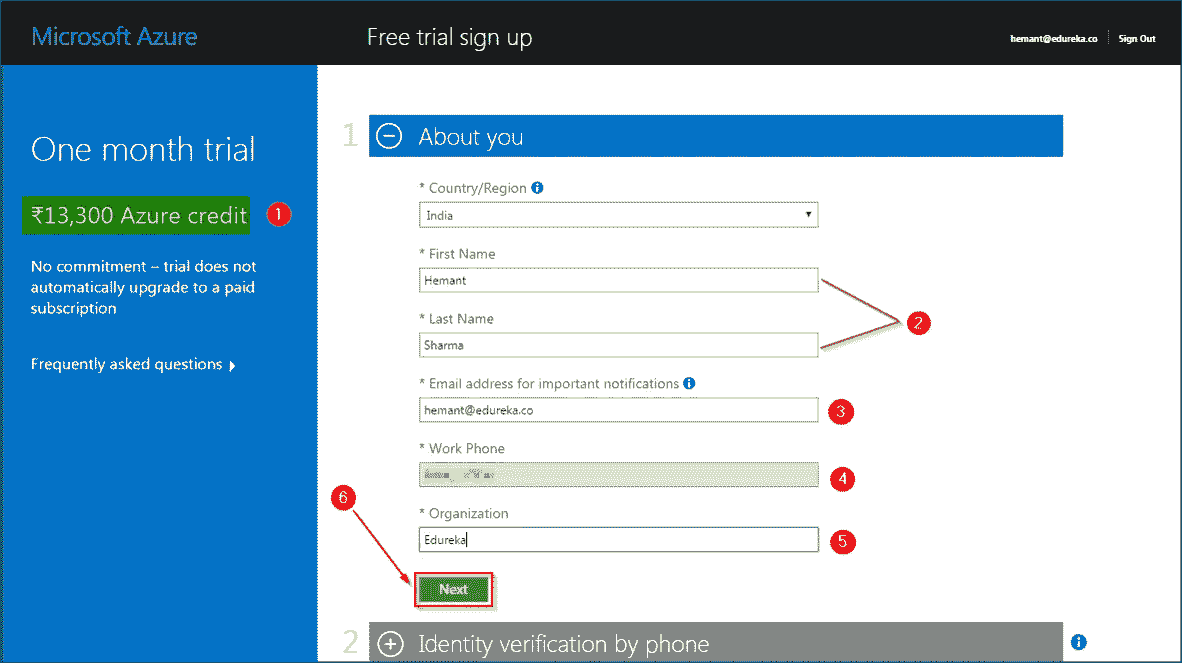 Microsoft Azure
Free trial sign up
hemant@edureka.co
Sign Out
One month trial
₹13,300 Azure credit
1
No commitment – trial does not
automatically upgrade to a paid
subscription
Frequently asked questions
1
About you
* Country/Region
India
* First Name
Hemant
* Last Name
Sharma
2
* Email address for important notifications
hemant@edureka.co
3
* Work Phone
4
* Organization
Edureka
5
6
Next
2
Identity verification by phone